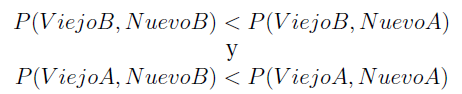 P(ViejoB, NuevoB) < P(ViejoB, NuevoA)
y
P(ViejoA, NuevoB) < P(ViejoA, NuevoA)